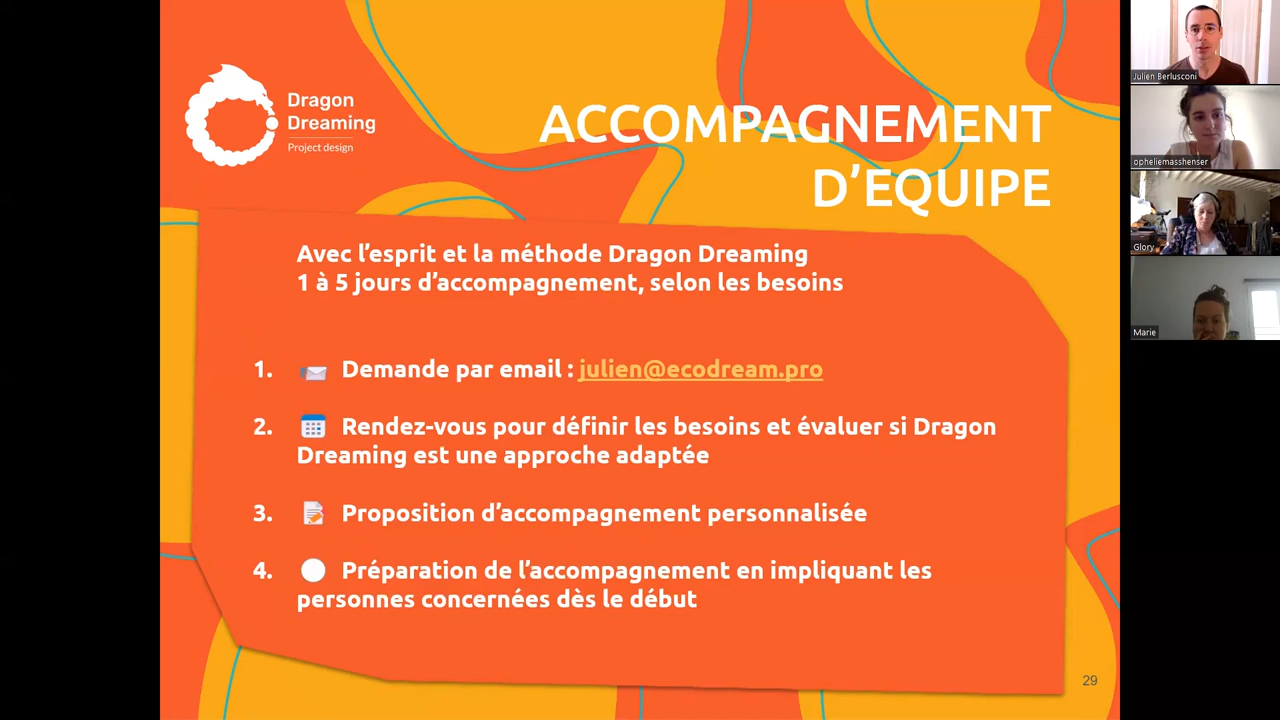 Dragon
Dreaming
Project design
ACCOMPAGNEMENT
D’EQUIPE
Avec l’esprit et la méthode Dragon Dreaming
1 à 5 jours d’accompagnement, selon les besoins
1. Demande par email : julien@ecodream.pro
2. Rendez-vous pour définir les besoins et évaluer si Dragon
Dreaming est une approche adaptée
3. Proposition d’accompagnement personnalisée
4. Préparation de l’accompagnement en impliquant les
personnes concernées dès le début
29
Julien Berlusconi
opheliemasshenser
Glory
Marie